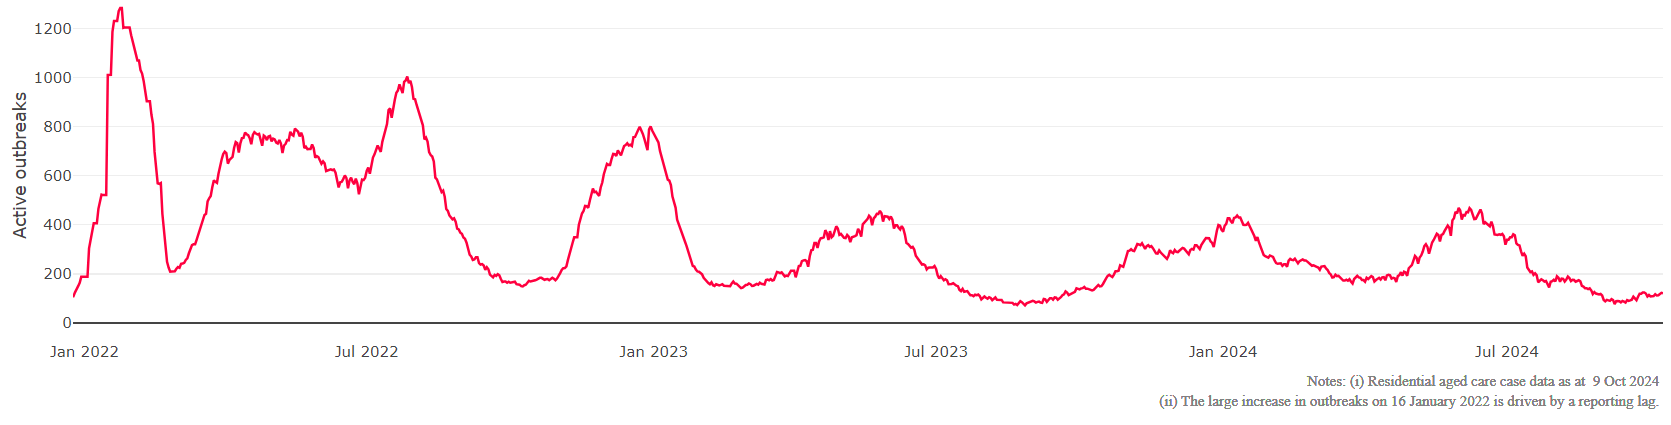 Active outbreaks
1200
1000
800
600
400
200
0
Jan 2022 Jul 2022 Jan 2023 Jul 2023 Jan 2024 Jul 2024
Notes: (i) Residential aged care case data as at 9 Oct 2024
(ii) The large increase in outbreaks on 16 January 2022 is driven by a reporting lag.